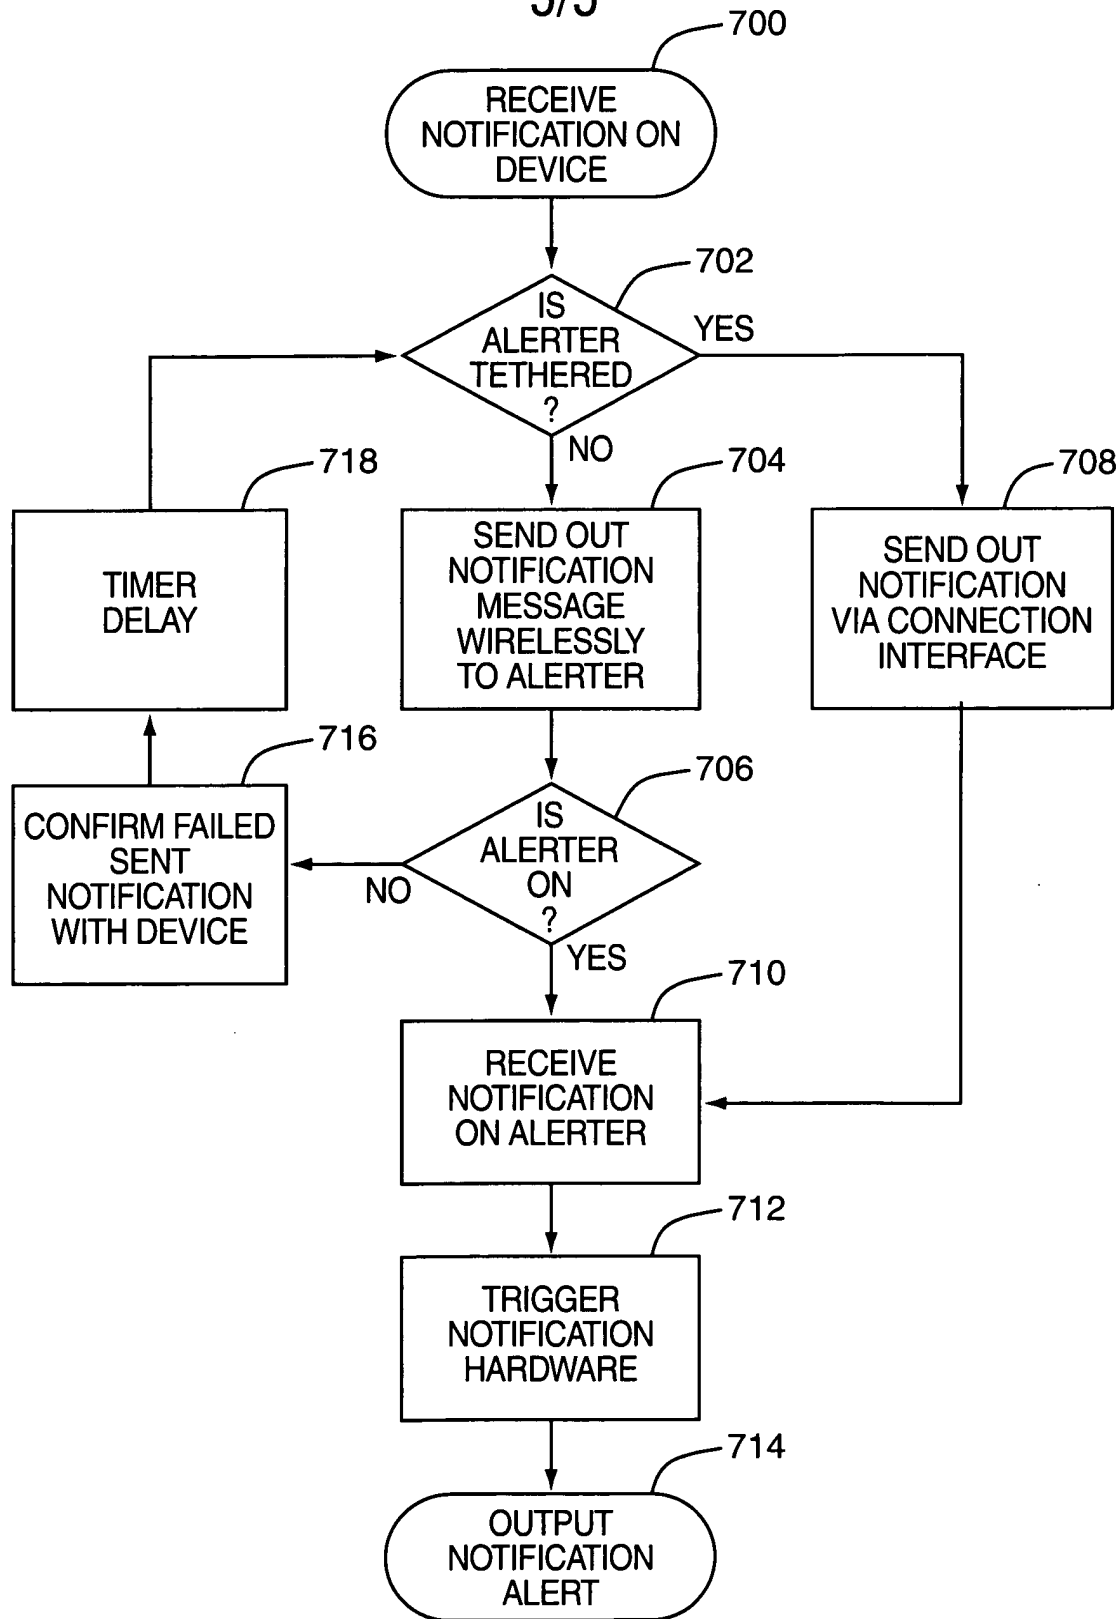 5/5
700
RECEIVE
NOTIFICATION ON
DEVICE
702
IS
ALERTER
TETHERED
?
YES
NO
718
TIMER
DELAY
704
SEND OUT
NOTIFICATION
MESSAGE
WIRELESSLY
TO ALERTER
708
SEND OUT
NOTIFICATION
VIA CONNECTION
INTERFACE
716
CONFIRM FAILED
SENT
NOTIFICATION
WITH DEVICE
706
IS
ALERTER
ON
?
NO
YES
710
RECEIVE
NOTIFICATION
ON ALERTER
712
TRIGGER
NOTIFICATION
HARDWARE
714
OUTPUT
NOTIFICATION
ALERT